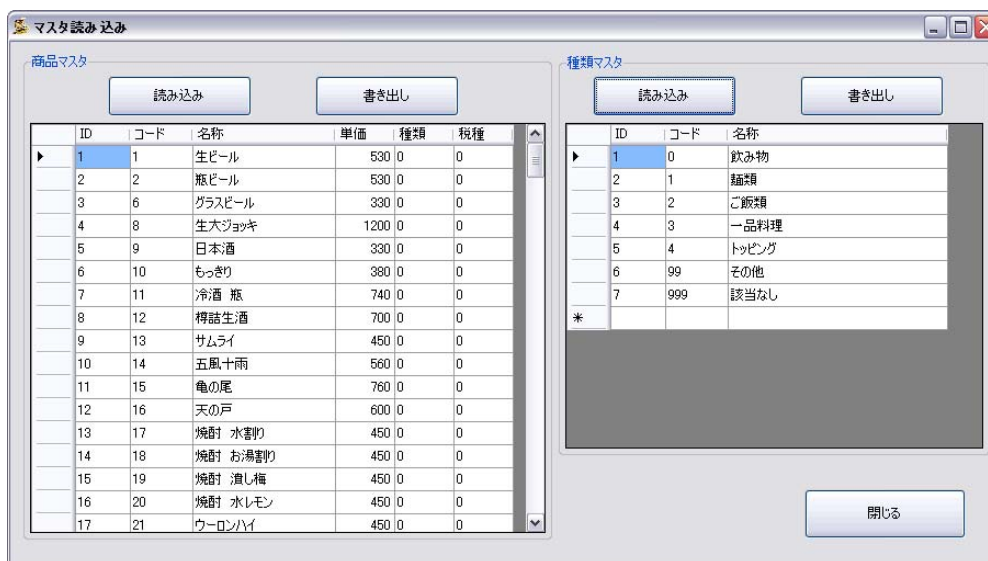 マスタ読み込み
商品マスタ
読み込み 書き出し
ID コード 名称 単価 種類 税種
1 1 生ビール 530 0 0
2 2 瓶ビール 530 0 0
3 6 グラスビール 330 0 0
4 8 生大ジョッキ 1200 0 0
5 9 日本酒 330 0 0
6 10 もっきり 380 0 0
7 11 冷酒 瓶 740 0 0
8 12 樽詰生酒 700 0 0
9 13 サムライ 450 0 0
10 14 五風十雨 560 0 0
11 15 亀の尾 760 0 0
12 16 天の戸 600 0 0
13 17 焼酎 水割り 450 0 0
14 18 焼酎 お湯割り 450 0 0
15 19 焼酎 潰し梅 450 0 0
16 20 焼酎 水レモン 450 0 0
17 21 ウーロンハイ 450 0 0
種類マスタ
読み込み 書き出し
ID コード 名称
1 0 飲み物
2 1 麺類
3 2 ご飯類
4 3 一品料理
5 4 トッピング
6 99 その他
7 999 該当なし
閉じる